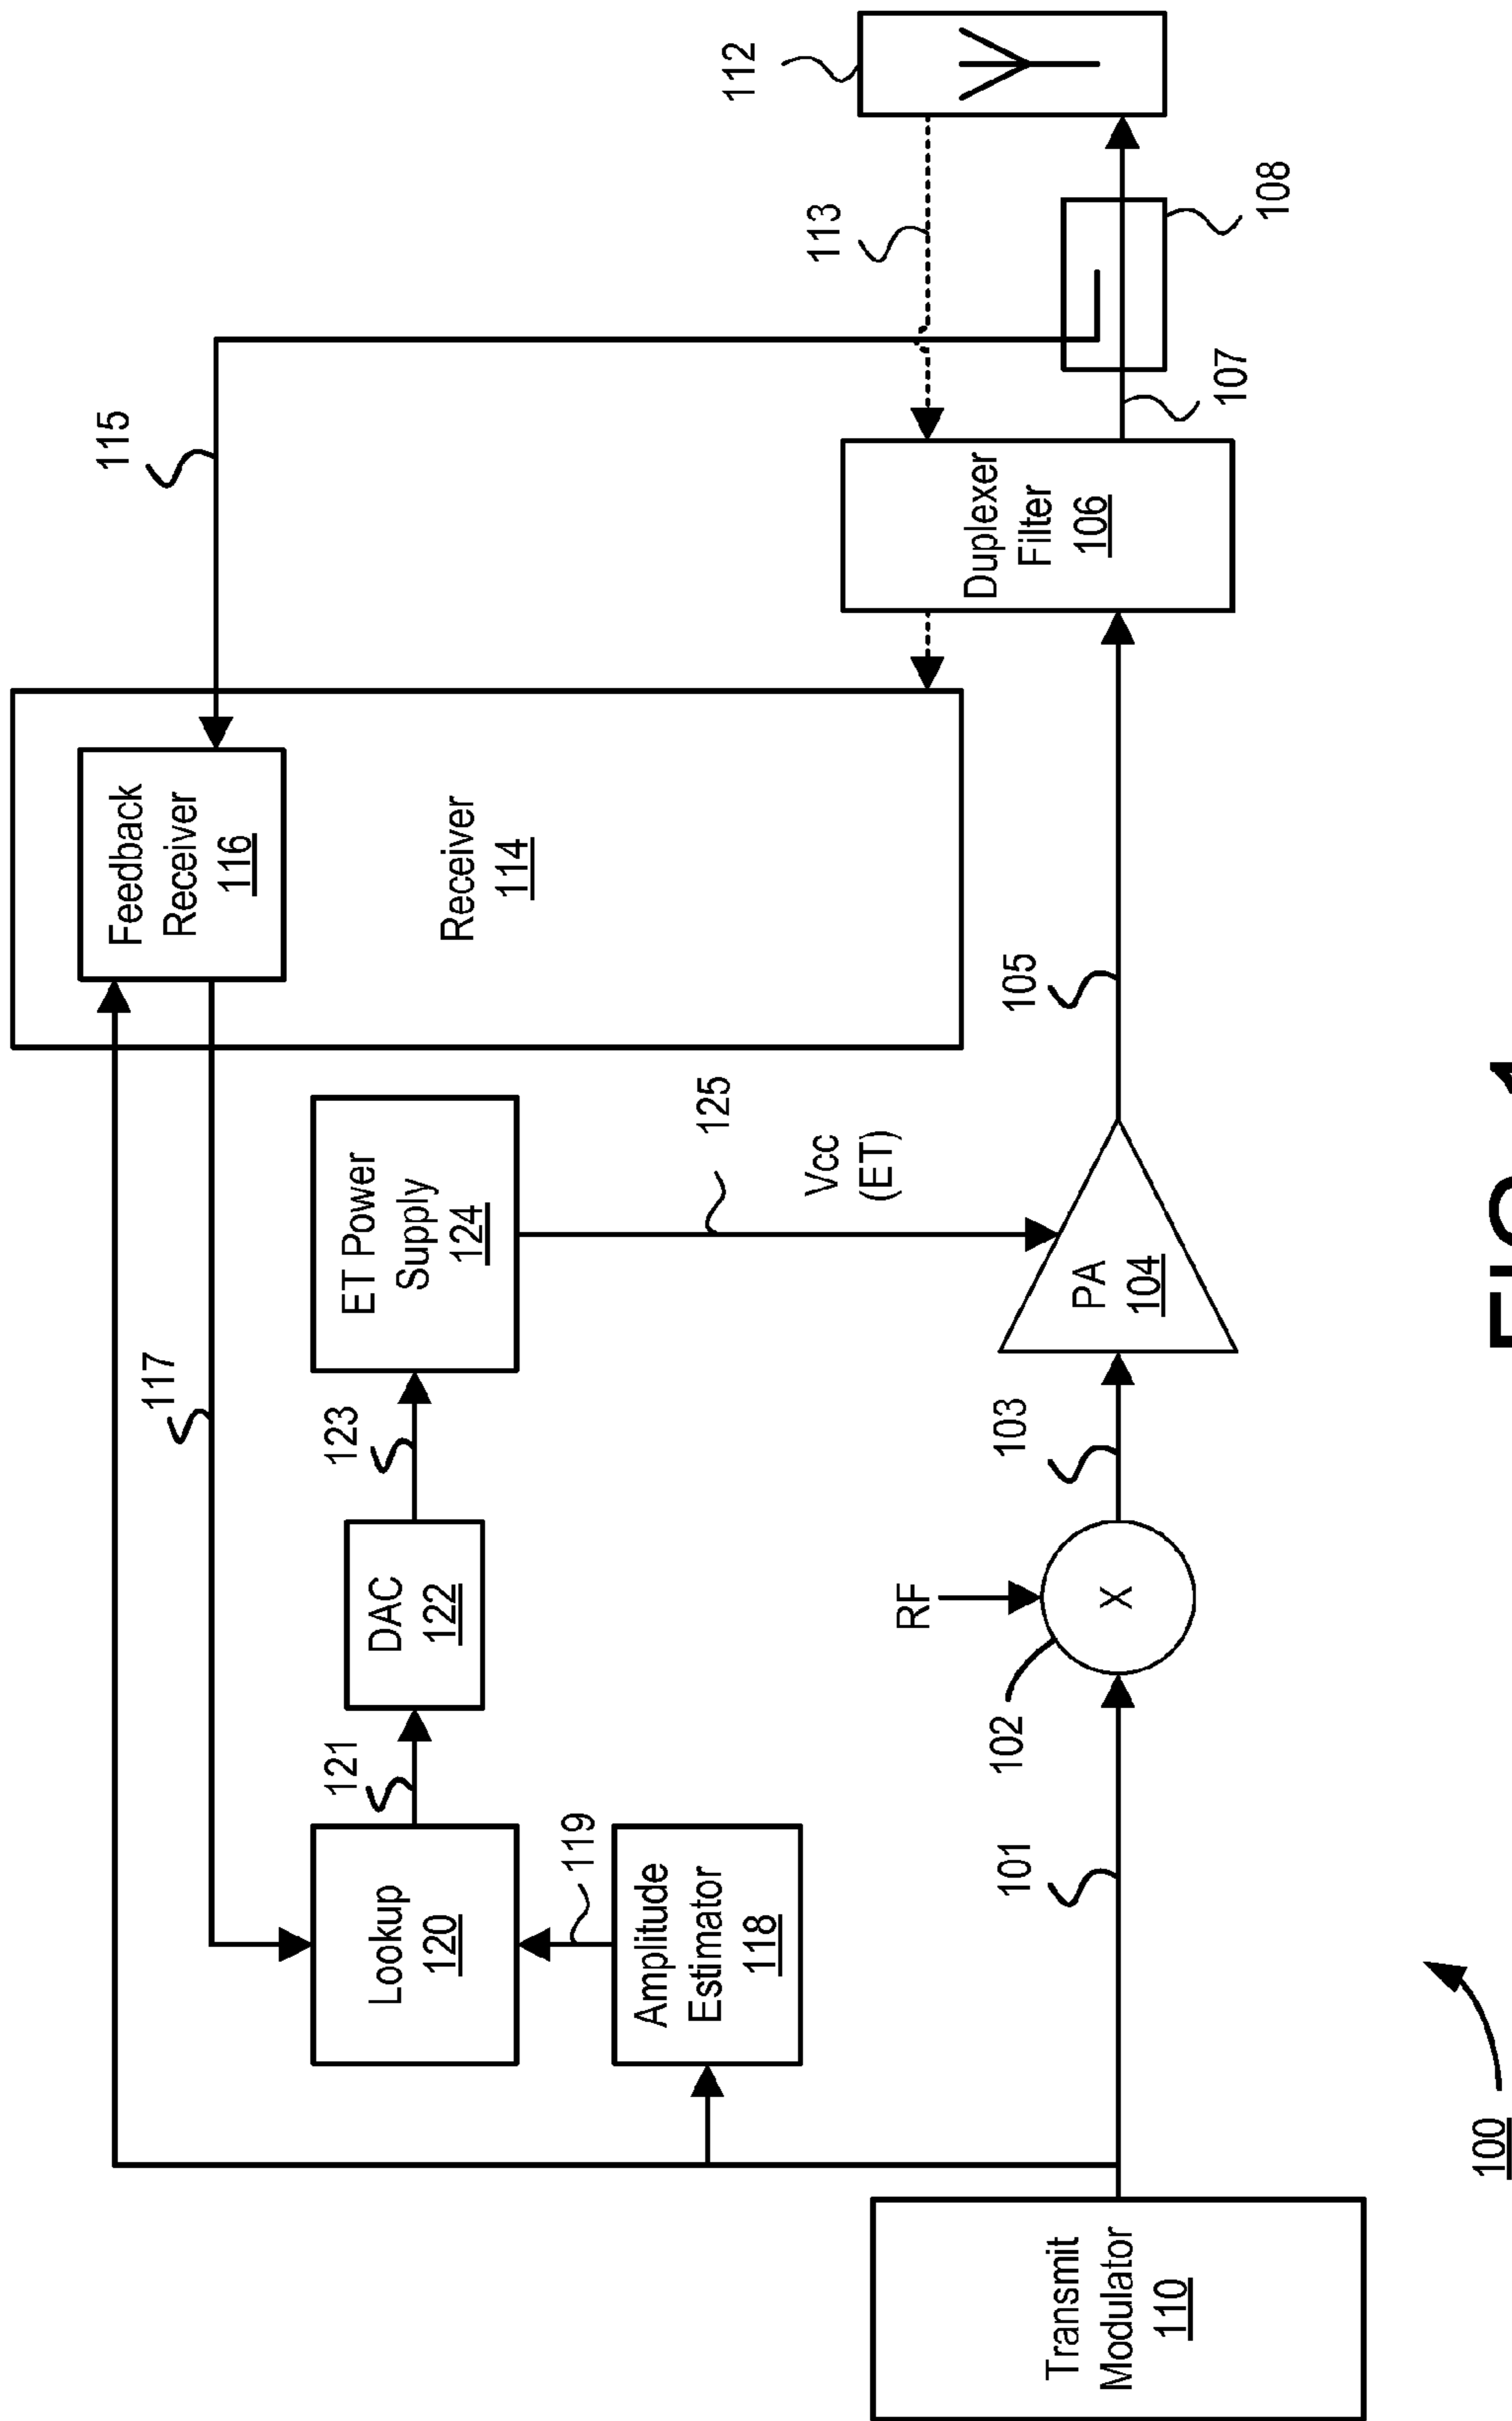 115
112
113
108
107
Feedback
Receiver
116
Receiver
114
Duplexer
Filter
106
117
ET Power
Supply
124
125
Vcc
(ET)
105
123
DAC
122
121
Lookup
120
119
Amplitude
Estimator
118
PA
104
103
RF
X
102
101
Transmit
Modulator
110
100